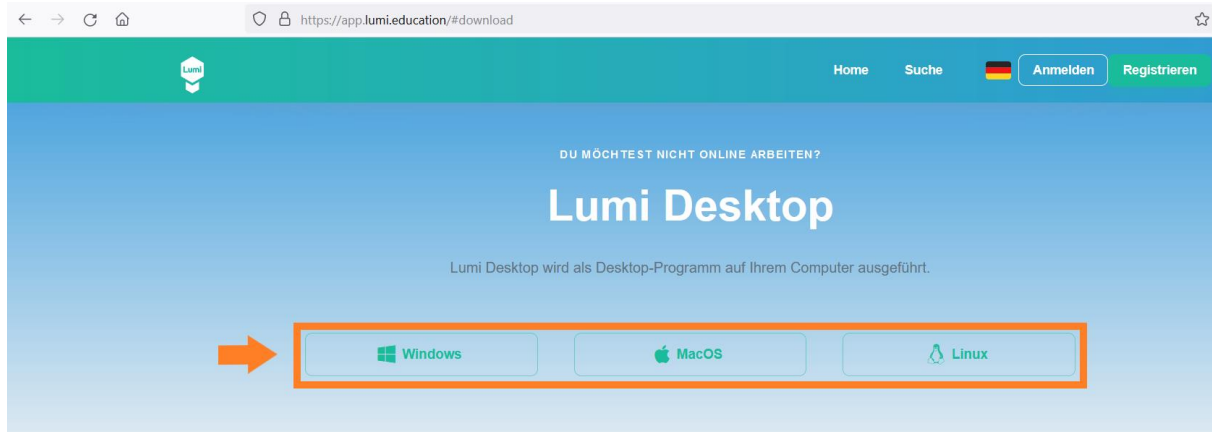 https://app.lumi.education/#download
Lumi
Home Suche Anmelden Registrieren
DU MÖCHTEST NICHT ONLINE ARBEITEN?
Lumi Desktop
Lumi Desktop wird als Desktop-Programm auf Ihrem Computer ausgeführt.
Windows MacOS Linux